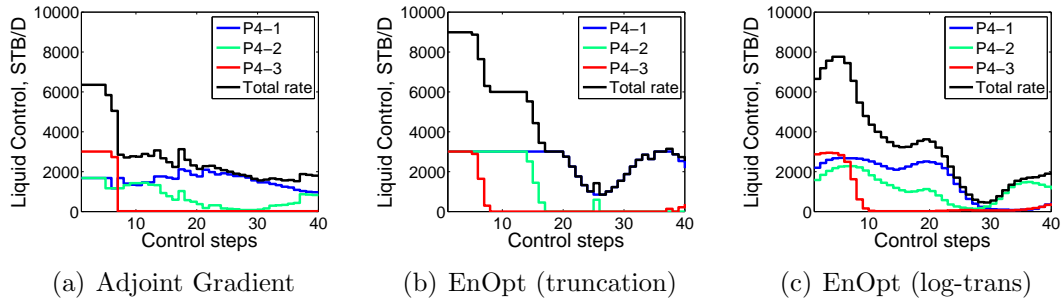 Liquid Control, STB/D
10000
8000
6000
4000
2000
0
0 10 20 30 40
Control steps
P4−1
P4−2
P4−3
Total rate
(a) Adjoint Gradient
Liquid Control, STB/D
10000
8000
6000
4000
2000
0
0 10 20 30 40
Control steps
P4−1
P4−2
P4−3
Total rate
(b) EnOpt (truncation)
Liquid Control, STB/D
10000
8000
6000
4000
2000
0
10 20 30 40
Control steps
P4−1
P4−2
P4−3
Total rate
(c) EnOpt (log-trans)